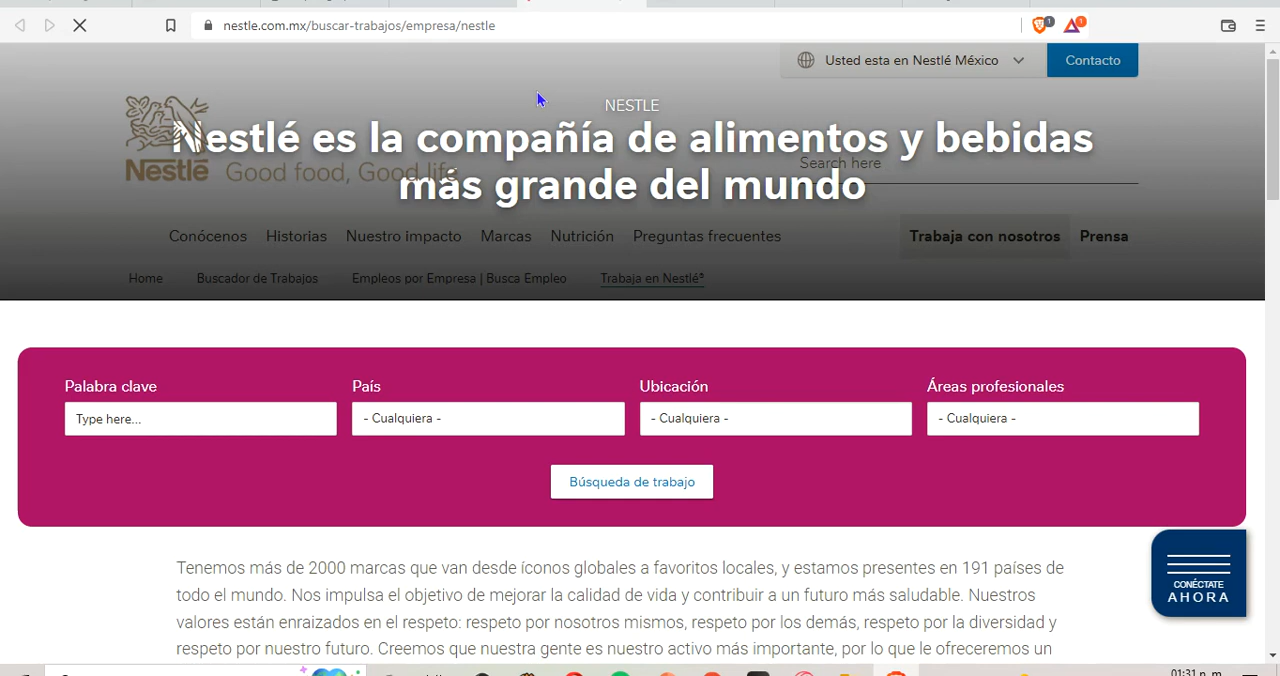 nestle.com.mx/buscar-trabajos/empresa/nestle
1
1
Usted esta en Nestlé México
Contacto
NESTLE
Nestlé es la compañía de alimentos y bebidas
más grande del mundo
Nestlé Good food, Good life
Search here
Conócenos Historias Nuestro impacto Marcas Nutrición Preguntas frecuentes Trabaja con nosotros Prensa
Home Buscador de Trabajos Empleos por Empresa | Busca Empleo Trabaja en Nestlé®
Palabra clave País Ubicación Áreas profesionales
Type here... - Cualquiera - - Cualquiera - - Cualquiera -
Búsqueda de trabajo
Tenemos más de 2000 marcas que van desde íconos globales a favoritos locales, y estamos presentes en 191 países de
todo el mundo. Nos impulsa el objetivo de mejorar la calidad de vida y contribuir a un futuro más saludable. Nuestros
valores están enraizados en el respeto: respeto por nosotros mismos, respeto por los demás, respeto por la diversidad y
respeto por nuestro futuro. Creemos que nuestra gente es nuestro activo más importante, por lo que le ofreceremos un
CONÉCTATE
AHORA
01:31 p. m.